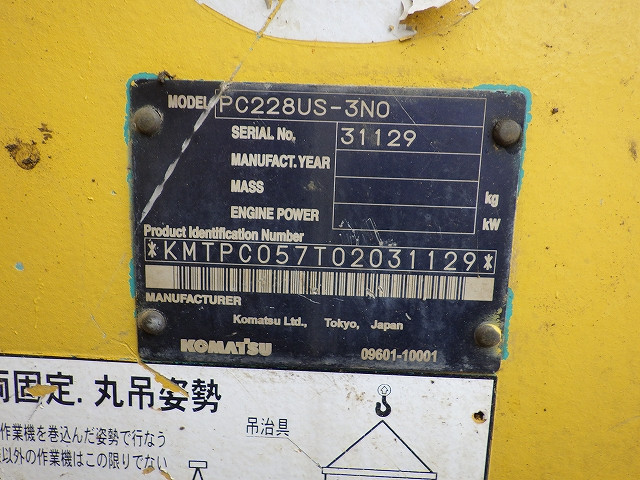 MODEL PC228US-3NO
SERIAL No. 31129
MANUFACT. YEAR
MASS kg
ENGINE POWER kW
Product Identification Number
*KMTPC057T02031129*
MANUFACTURER
Komatsu Ltd., Tokyo, Japan
KOMATSU 09601-10001
固定. 丸吊姿勢
作業機を巻込んだ姿勢で行なう
以外の作業機はこの限りでない
吊治具